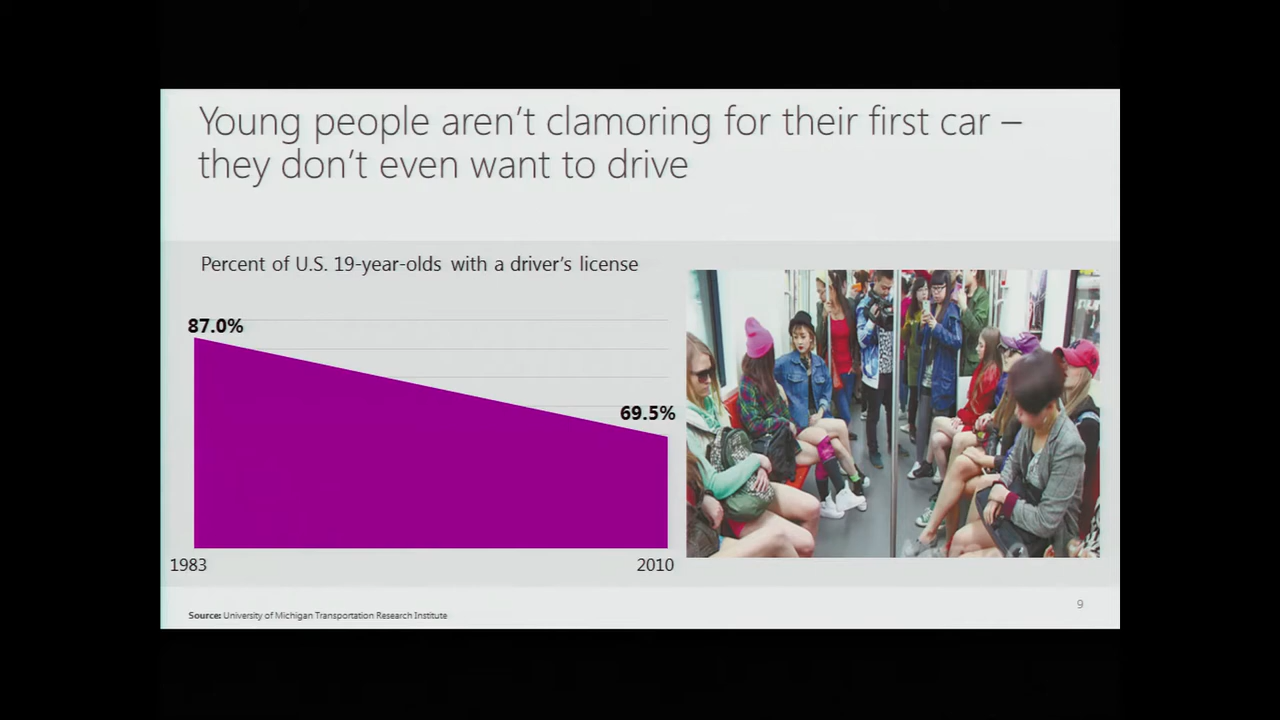 Young people aren't clamoring for their first car –
they don't even want to drive
Percent of U.S. 19-year-olds with a driver's license
87.0%
69.5%
1983
2010
Source: University of Michigan Transportation Research Institute
9